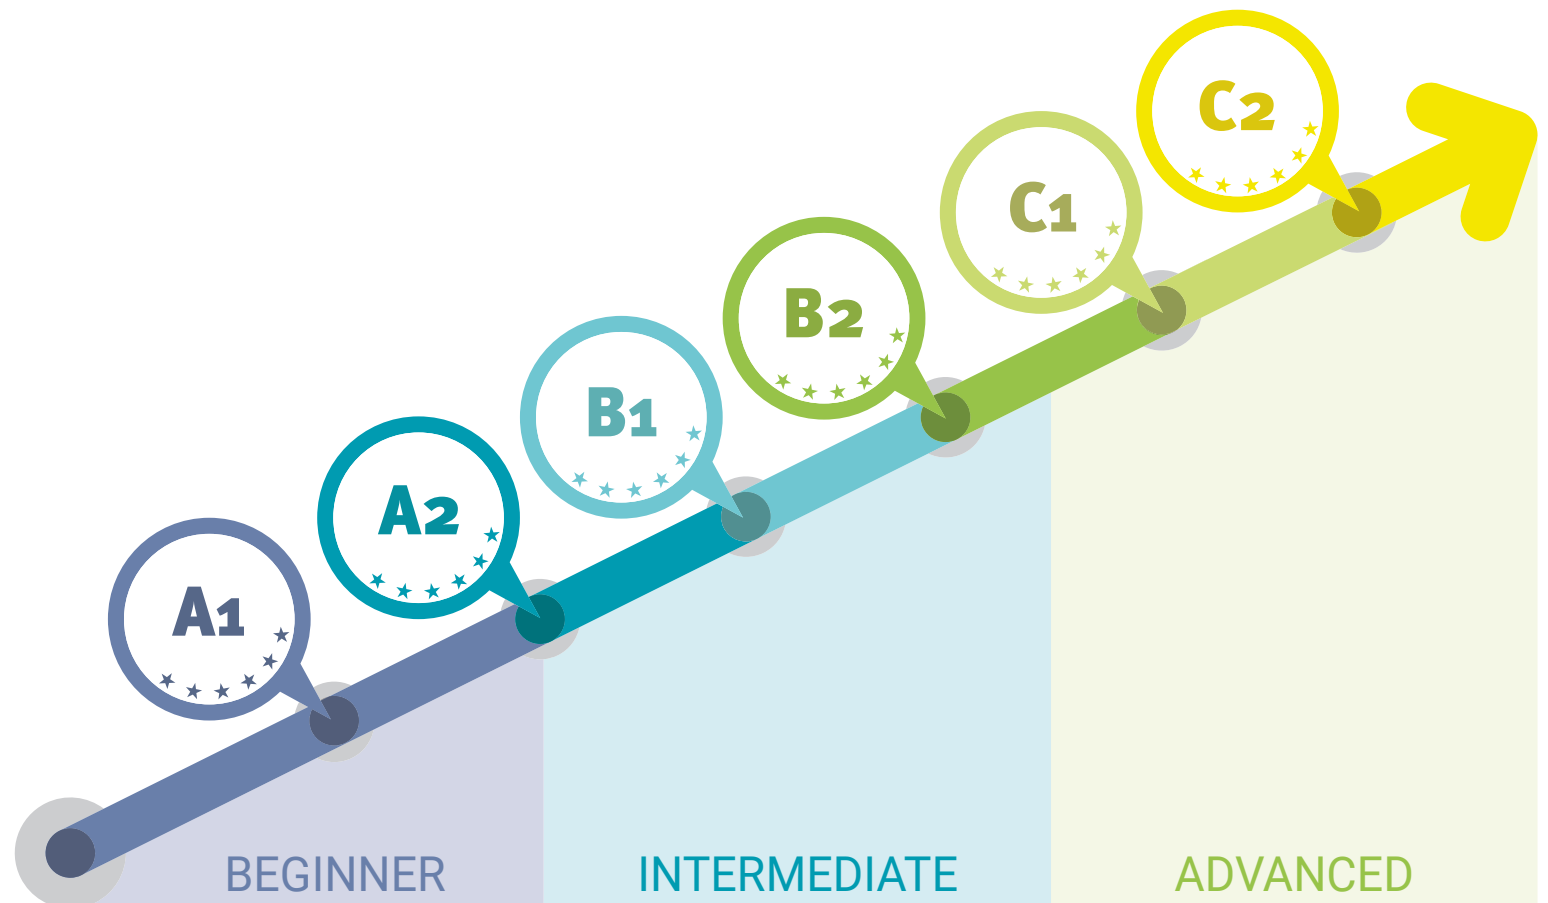 A1
A2
B1
B2
C1
C2
BEGINNER
INTERMEDIATE
ADVANCED